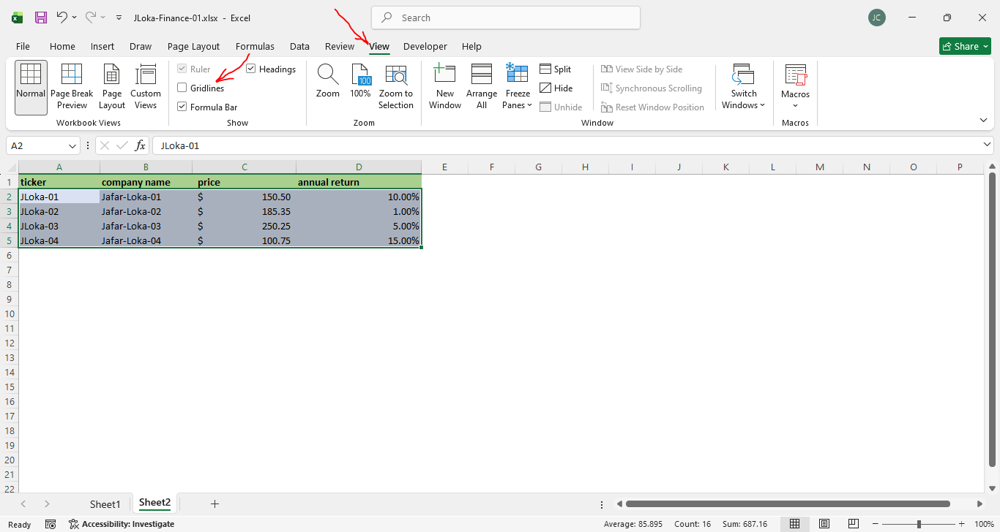 JLoka-Finance-01.xlsx - Excel
Search
JC
File Home Insert Draw Page Layout Formulas Data Review View Developer Help
Share
Normal
Page Break Preview
Page Layout
Custom Views
Workbook Views
Ruler
Gridlines
Formula Bar
Headings
Show
Zoom
100
100%
Zoom to Selection
Zoom
New Window
Arrange All
Freeze Panes
Split
Hide
Unhide
View Side by Side
Synchronous Scrolling
Reset Window Position
Window
Switch Windows
Macros
Macros
A2 fx JLoka-01
A B C D E F G H I J K L M N O P
1 ticker company name price annual return
2 JLoka-01 Jafar-Loka-01 $ 150.50 10.00%
3 JLoka-02 Jafar-Loka-02 $ 185.35 1.00%
4 JLoka-03 Jafar-Loka-03 $ 250.25 5.00%
5 JLoka-04 Jafar-Loka-04 $ 100.75 15.00%
6
7
8
9
10
11
12
13
14
15
16
17
18
19
20
21
22
Sheet1 Sheet2
Ready Accessibility: Investigate Average: 85.895 Count: 16 Sum: 687.16 100%